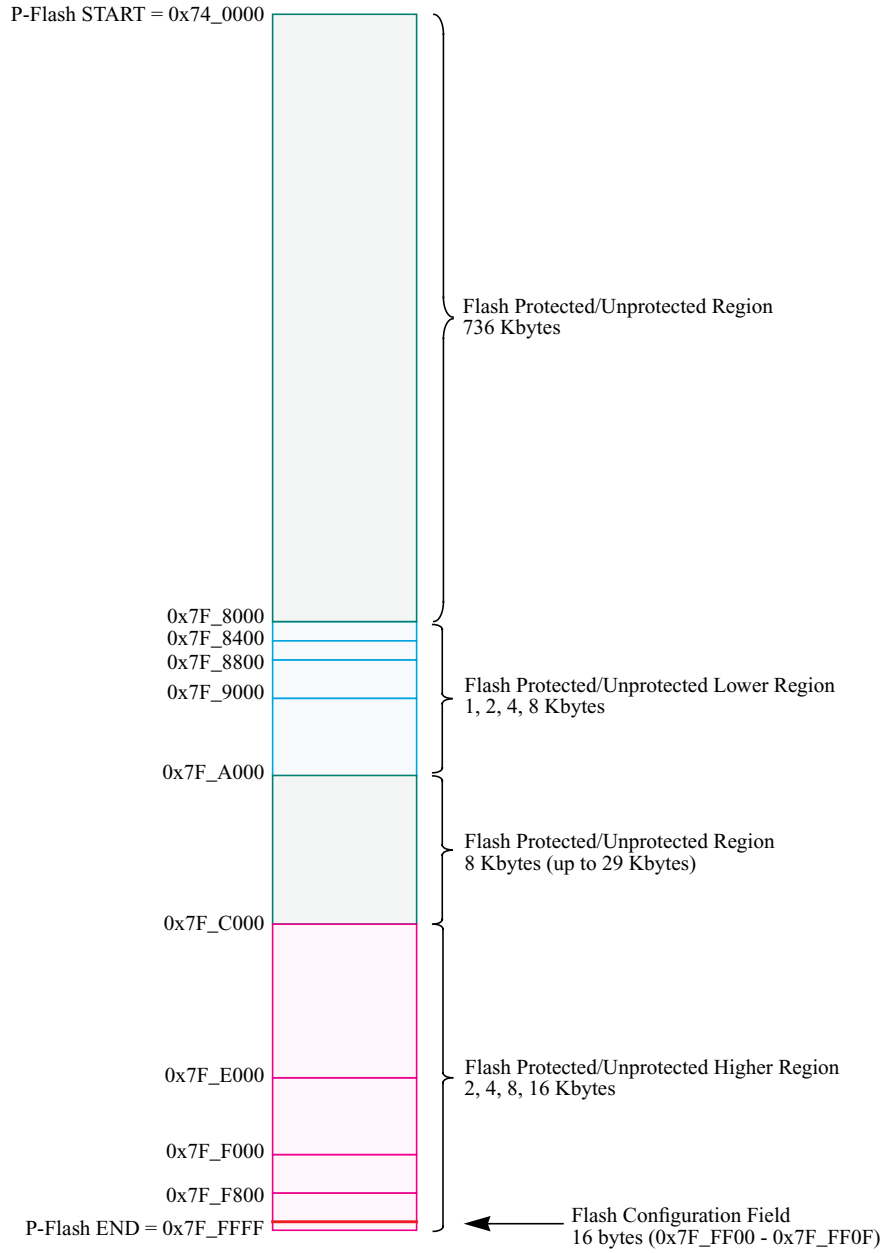 P-Flash START = 0x74_0000
Flash Protected/Unprotected Region
736 Kbytes
0x7F_8000
0x7F_8400
0x7F_8800
0x7F_9000
Flash Protected/Unprotected Lower Region
1, 2, 4, 8 Kbytes
0x7F_A000
Flash Protected/Unprotected Region
8 Kbytes (up to 29 Kbytes)
0x7F_C000
0x7F_E000
Flash Protected/Unprotected Higher Region
2, 4, 8, 16 Kbytes
0x7F_F000
0x7F_F800
P-Flash END = 0x7F_FFFF
Flash Configuration Field
16 bytes (0x7F_FF00 - 0x7F_FF0F)